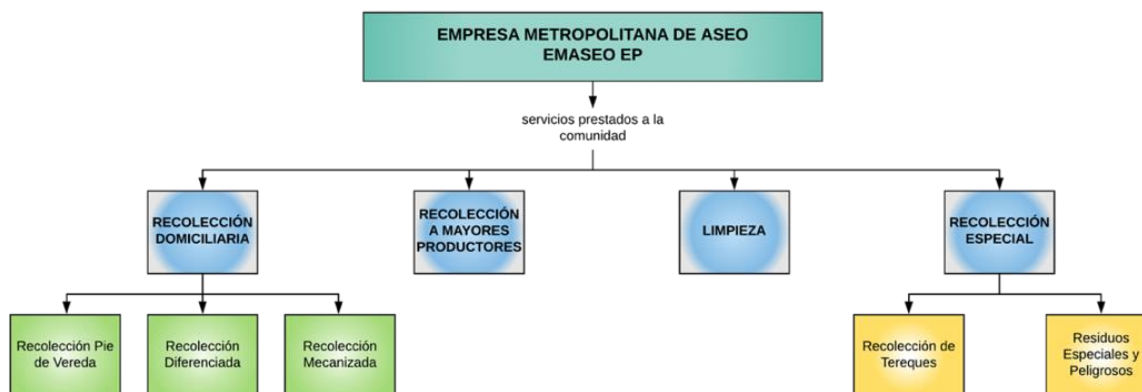 EMPRESA METROPOLITANA DE ASEO
EMASEO EP
servicios prestados a la
comunidad
RECOLECCIÓN
DOMICILIARIA
RECOLECCIÓN
A MAYORES
PRODUCTORES
LIMPIEZA
RECOLECCIÓN
ESPECIAL
Recolección Pie
de Vereda
Recolección
Diferenciada
Recolección
Mecanizada
Recolección de
Tereques
Residuos
Especiales y
Peligrosos